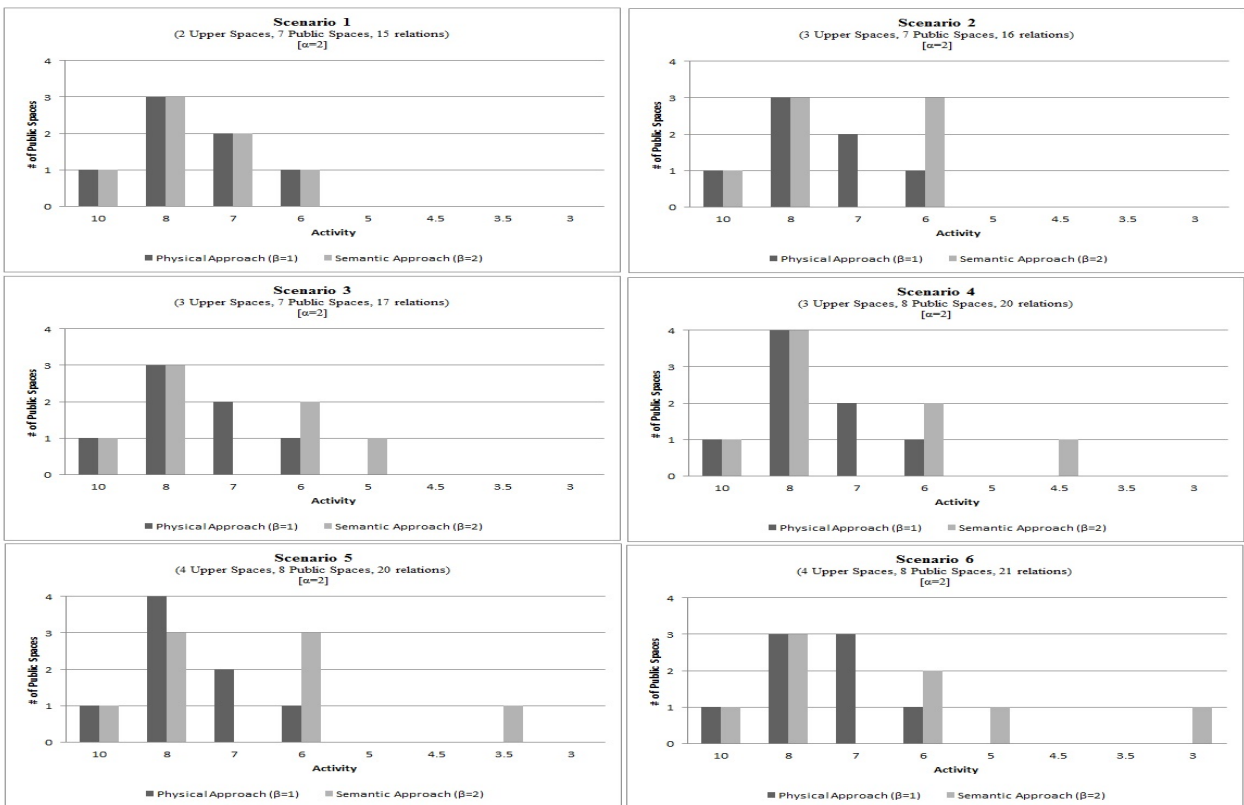 Scenario 1
(2 Upper Spaces, 7 Public Spaces, 15 relations)
[α=2]
# of Public Spaces
4
3
2
1
0
10 8 7 6 5 4.5 3.5 3
Activity
Physical Approach (β=1) Semantic Approach (β=2)
Scenario 2
(3 Upper Spaces, 7 Public Spaces, 16 relations)
[α=2]
# of Public Spaces
4
3
2
1
0
10 8 7 6 5 4.5 3.5 3
Activity
Physical Approach (β=1) Semantic Approach (β=2)
Scenario 3
(3 Upper Spaces, 7 Public Spaces, 17 relations)
[α=2]
# of Public Spaces
4
3
2
1
0
10 8 7 6 5 4.5 3.5 3
Activity
Physical Approach (β=1) Semantic Approach (β=2)
Scenario 4
(3 Upper Spaces, 8 Public Spaces, 20 relations)
[α=2]
# of Public Spaces
4
3
2
1
0
10 8 7 6 5 4.5 3.5 3
Activity
Physical Approach (β=1) Semantic Approach (β=2)
Scenario 5
(4 Upper Spaces, 8 Public Spaces, 20 relations)
[α=2]
# of Public Spaces
4
3
2
1
0
10 8 7 6 5 4.5 3.5 3
Activity
Physical Approach (β=1) Semantic Approach (β=2)
Scenario 6
(4 Upper Spaces, 8 Public Spaces, 21 relations)
[α=2]
# of Public Spaces
4
3
2
1
0
10 8 7 6 5 4.5 3.5 3
Activity
Physical Approach (β=1) Semantic Approach (β=2)